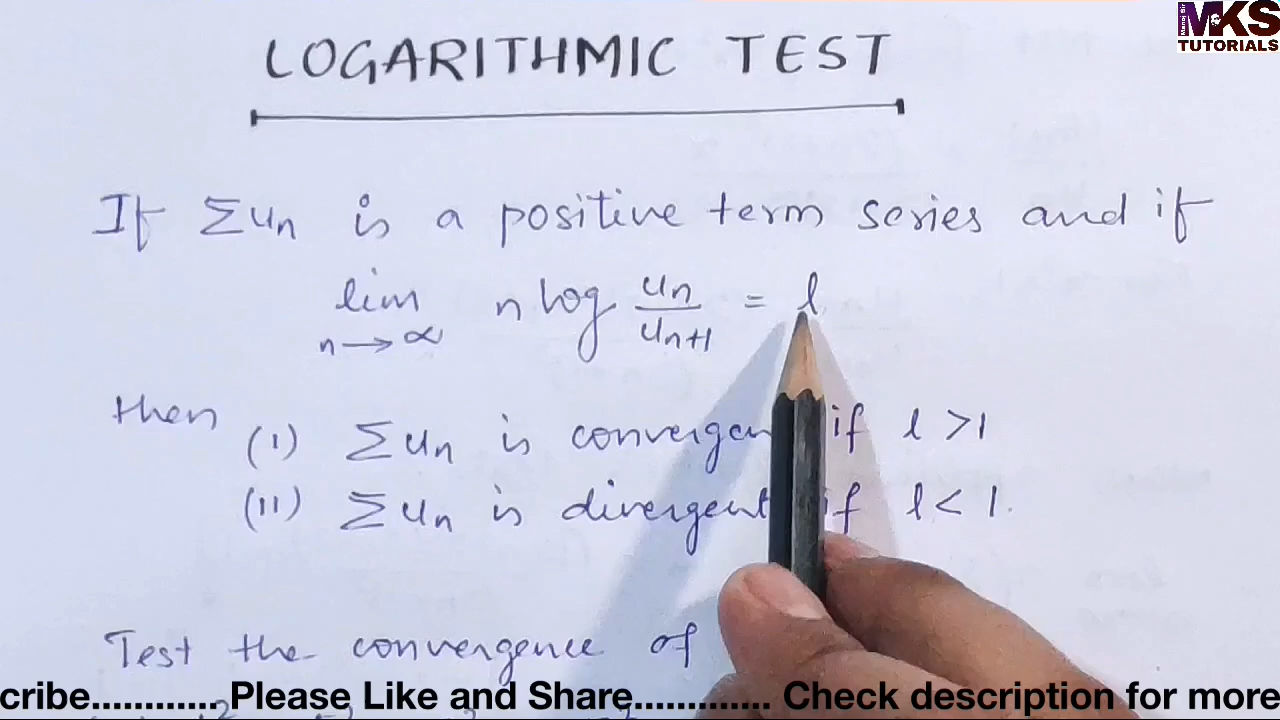 MKS
TUTORIALS
LOGARITHMIC TEST
If Σun is a positive term series and if
lim n→∞ n log un/un+1 = l
then (I) Σun is convergen if l >1
(II) Σun is divergent if l < 1.
Test the convergence of
cribe............ Please Like and Share............. Check description for more